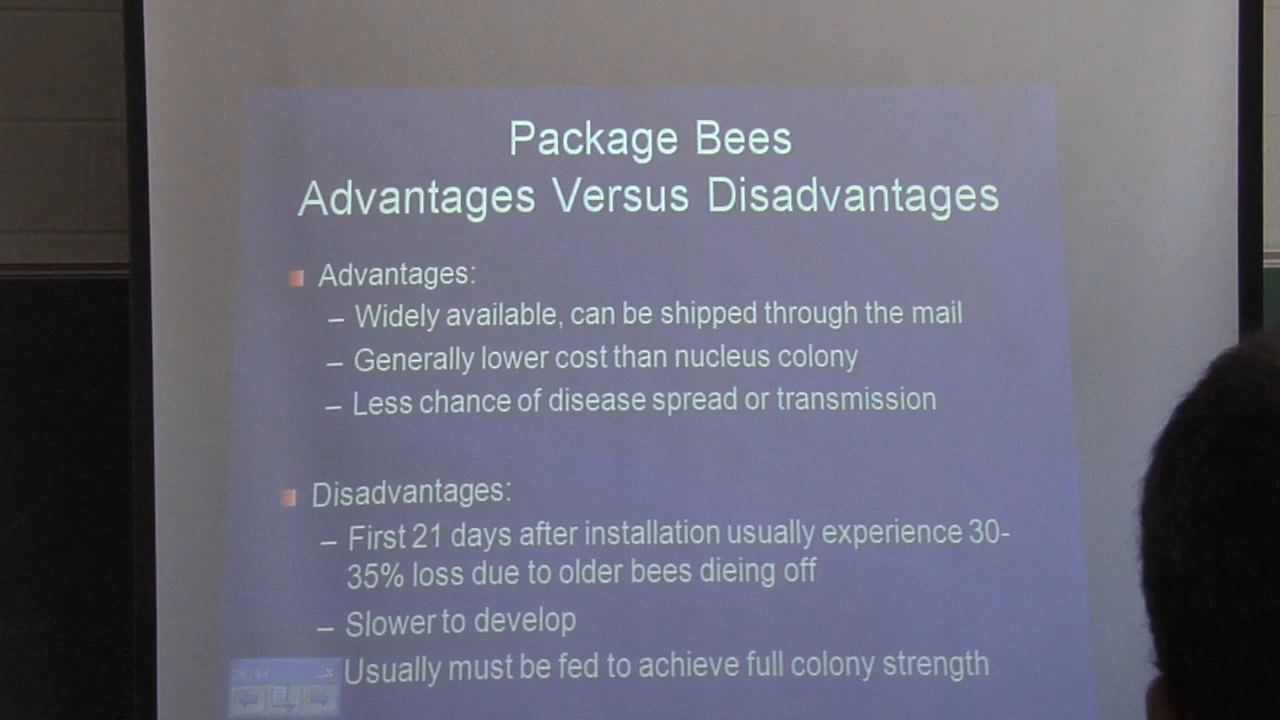 Package Bees
Advantages Versus Disadvantages
Advantages:
– Widely available, can be shipped through the mail
– Generally lower cost than nucleus colony
– Less chance of disease spread or transmission
Disadvantages:
– First 21 days after installation usually experience 30-
35% loss due to older bees dieing off
– Slower to develop
Usually must be fed to achieve full colony strength